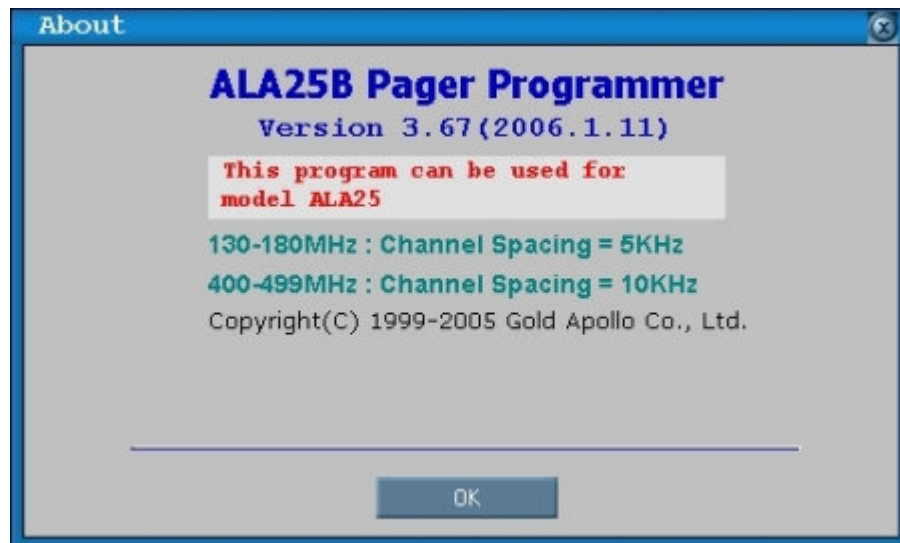 About
ALA25B Pager Programmer
Version 3.67(2006.1.11)
This program can be used for
model ALA25
130-180MHz : Channel Spacing = 5KHz
400-499MHz : Channel Spacing = 10KHz
Copyright(C) 1999-2005 Gold Apollo Co., Ltd.
OK